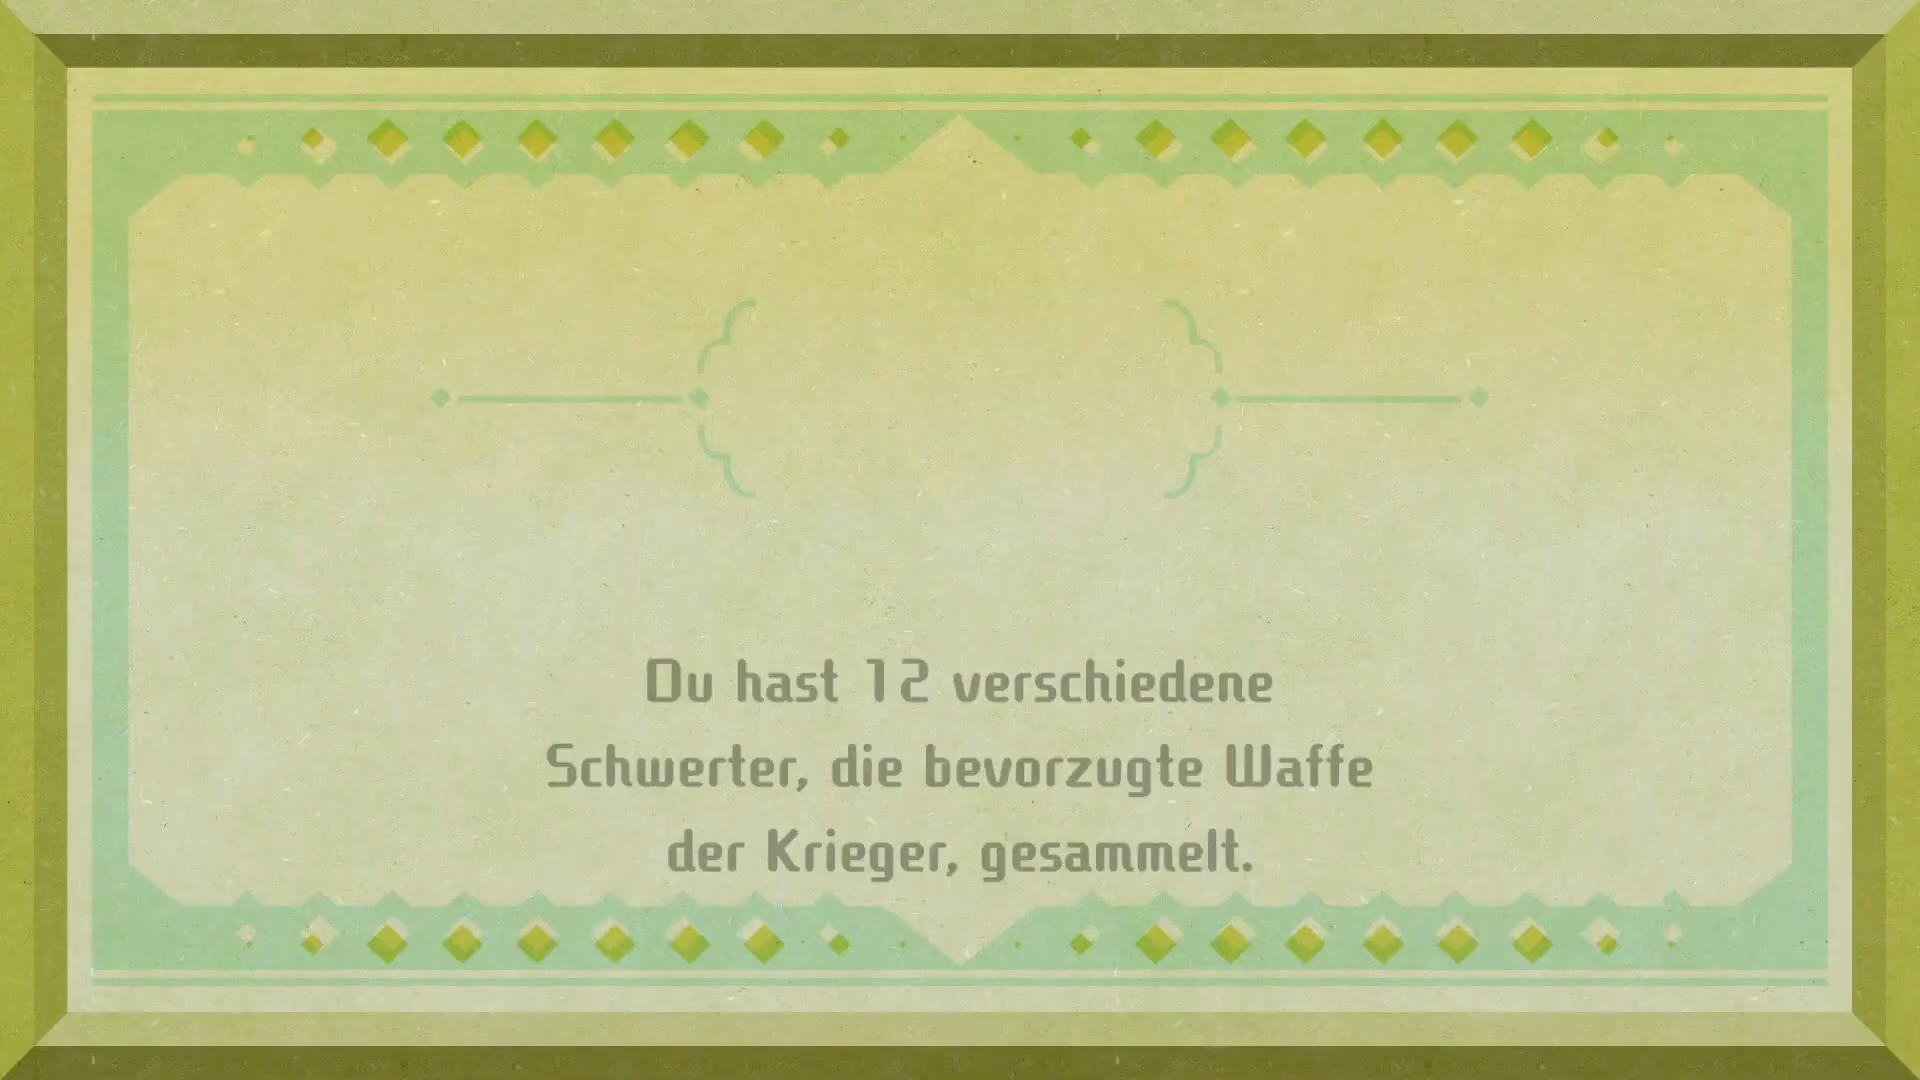 Du hast 12 verschiedene
Schwerter, die bevorzugte Waffe
der Krieger, gesammelt.